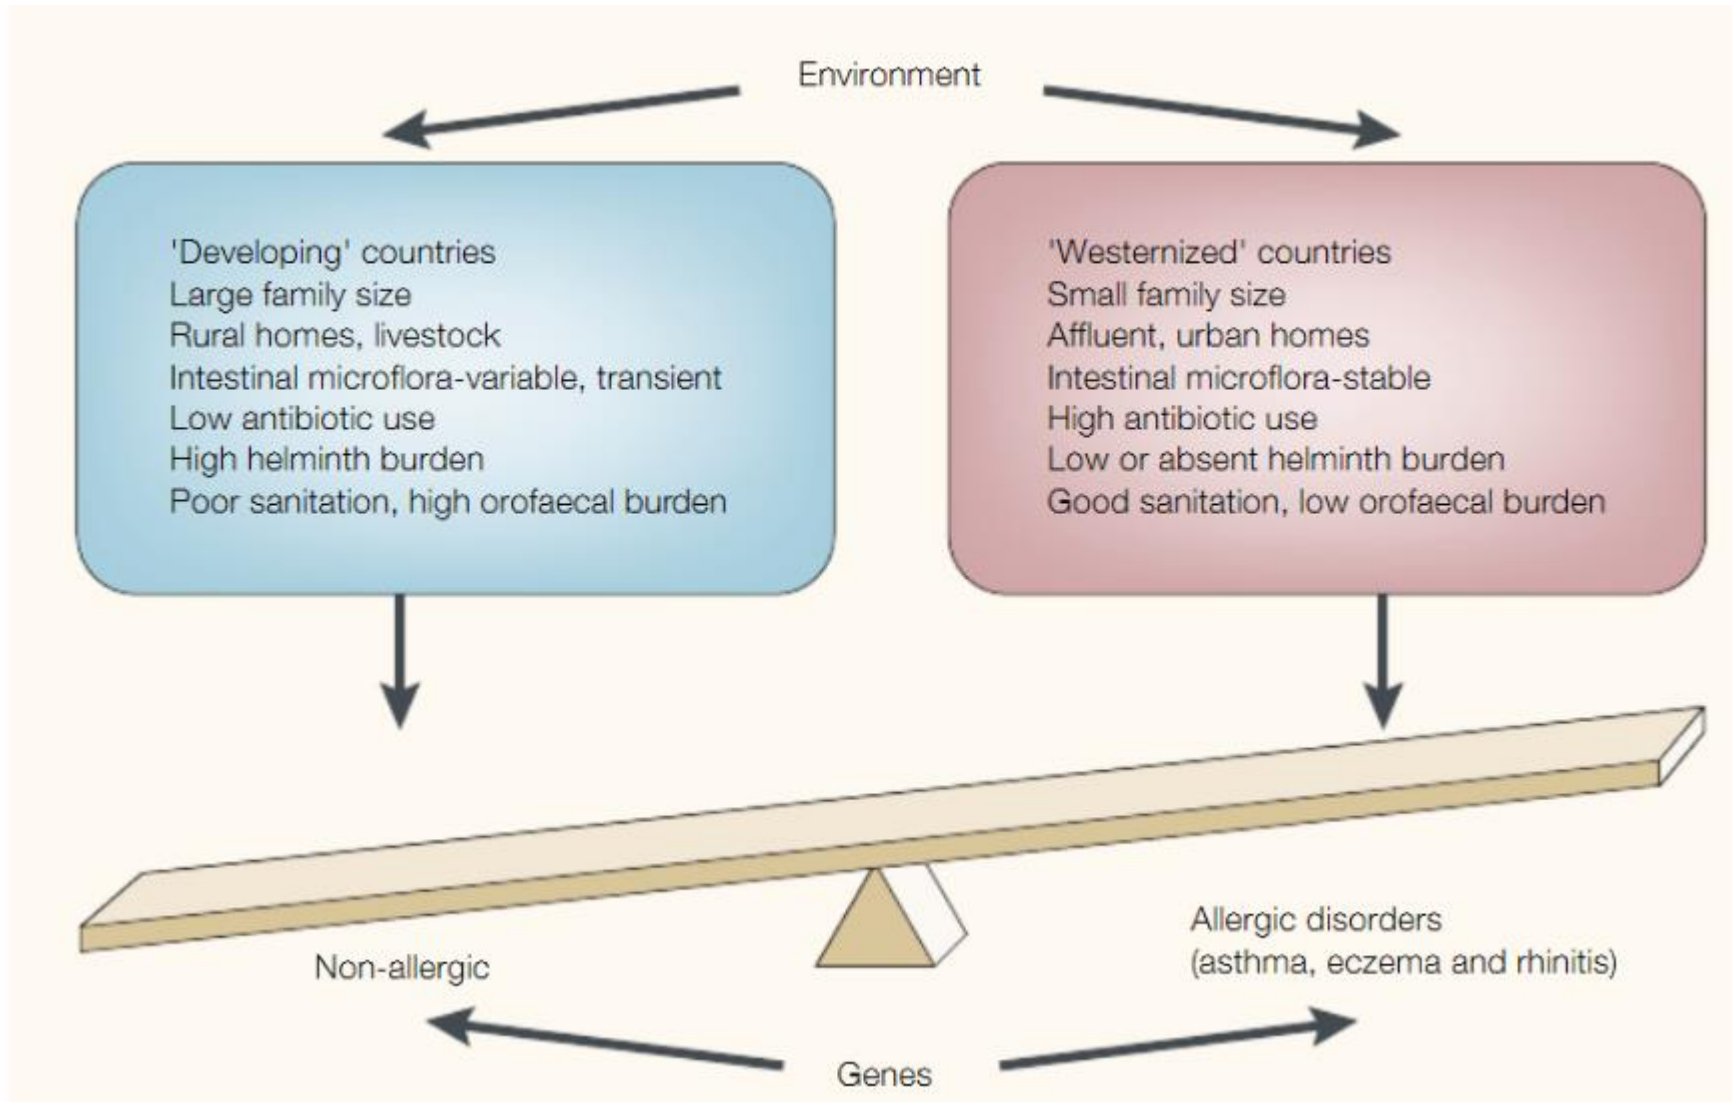 Environment
'Developing' countries
Large family size
Rural homes, livestock
Intestinal microflora-variable, transient
Low antibiotic use
High helminth burden
Poor sanitation, high orofaecal burden
'Westernized' countries
Small family size
Affluent, urban homes
Intestinal microflora-stable
High antibiotic use
Low or absent helminth burden
Good sanitation, low orofaecal burden
Non-allergic
Allergic disorders
(asthma, eczema and rhinitis)
Genes